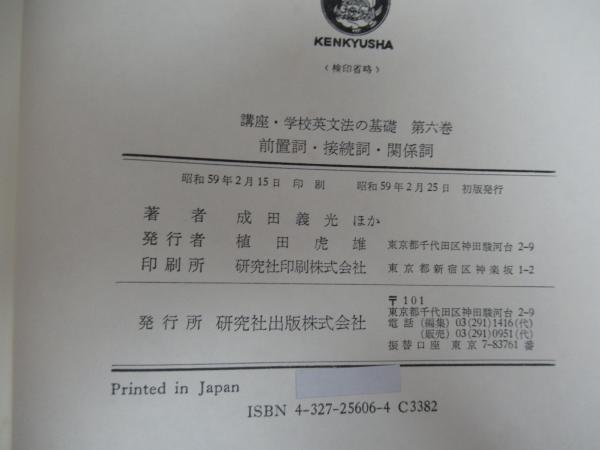 KENKYUSHA
〈検印省略〉
講座・学校英文法の基礎 第六巻
前置詞・接続詞・関係詞
昭和59年2月15日 印刷 昭和59年2月25日 初版発行
著者 成田義光 ほか
発行者 植田虎雄 東京都千代田区神田駿河台 2-9
印刷所 研究社印刷株式会社 東京都新宿区神楽坂1-2
発行所 研究社出版株式会社
〒101
東京都千代田区神田駿河台 2-9
電話 (編集) 03(291)1416(代)
(販売) 03(291)0951(代)
振替口座 東京7-83761番
Printed in Japan
ISBN 4-327-25606-4 C3382